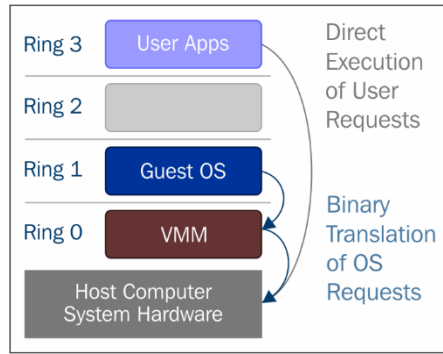 Ring 3
User Apps
Direct
Execution
of User
Requests
Ring 2
Ring 1
Guest OS
Ring 0
VMM
Binary
Translation
of OS
Requests
Host Computer
System Hardware